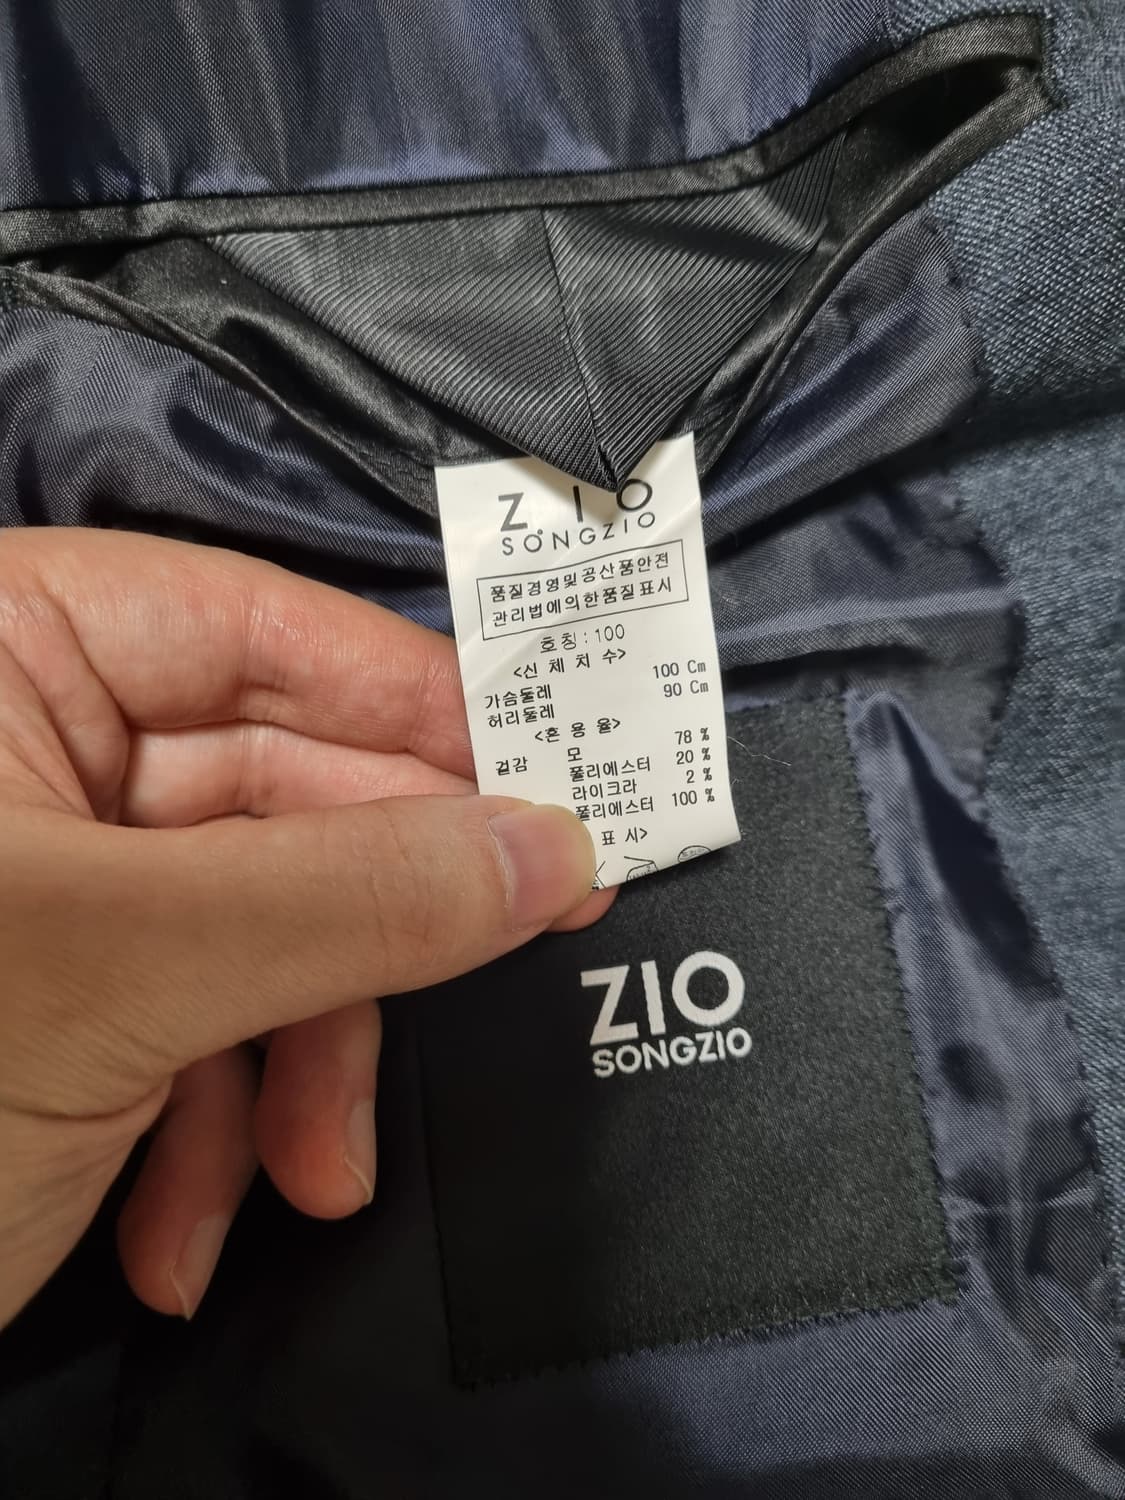 ZIO
SONGZIO
품질경영및공산품안전
관리법에의한품질표시
호칭 : 100
<신 체 치 수>
가슴둘레 100 Cm
허리둘레 90 Cm
<혼 용 율>
겉감 모 78 %
폴리에스터 20 %
라이크라 2 %
폴리에스터 100 %
표 시>
ZIO
SONGZIO